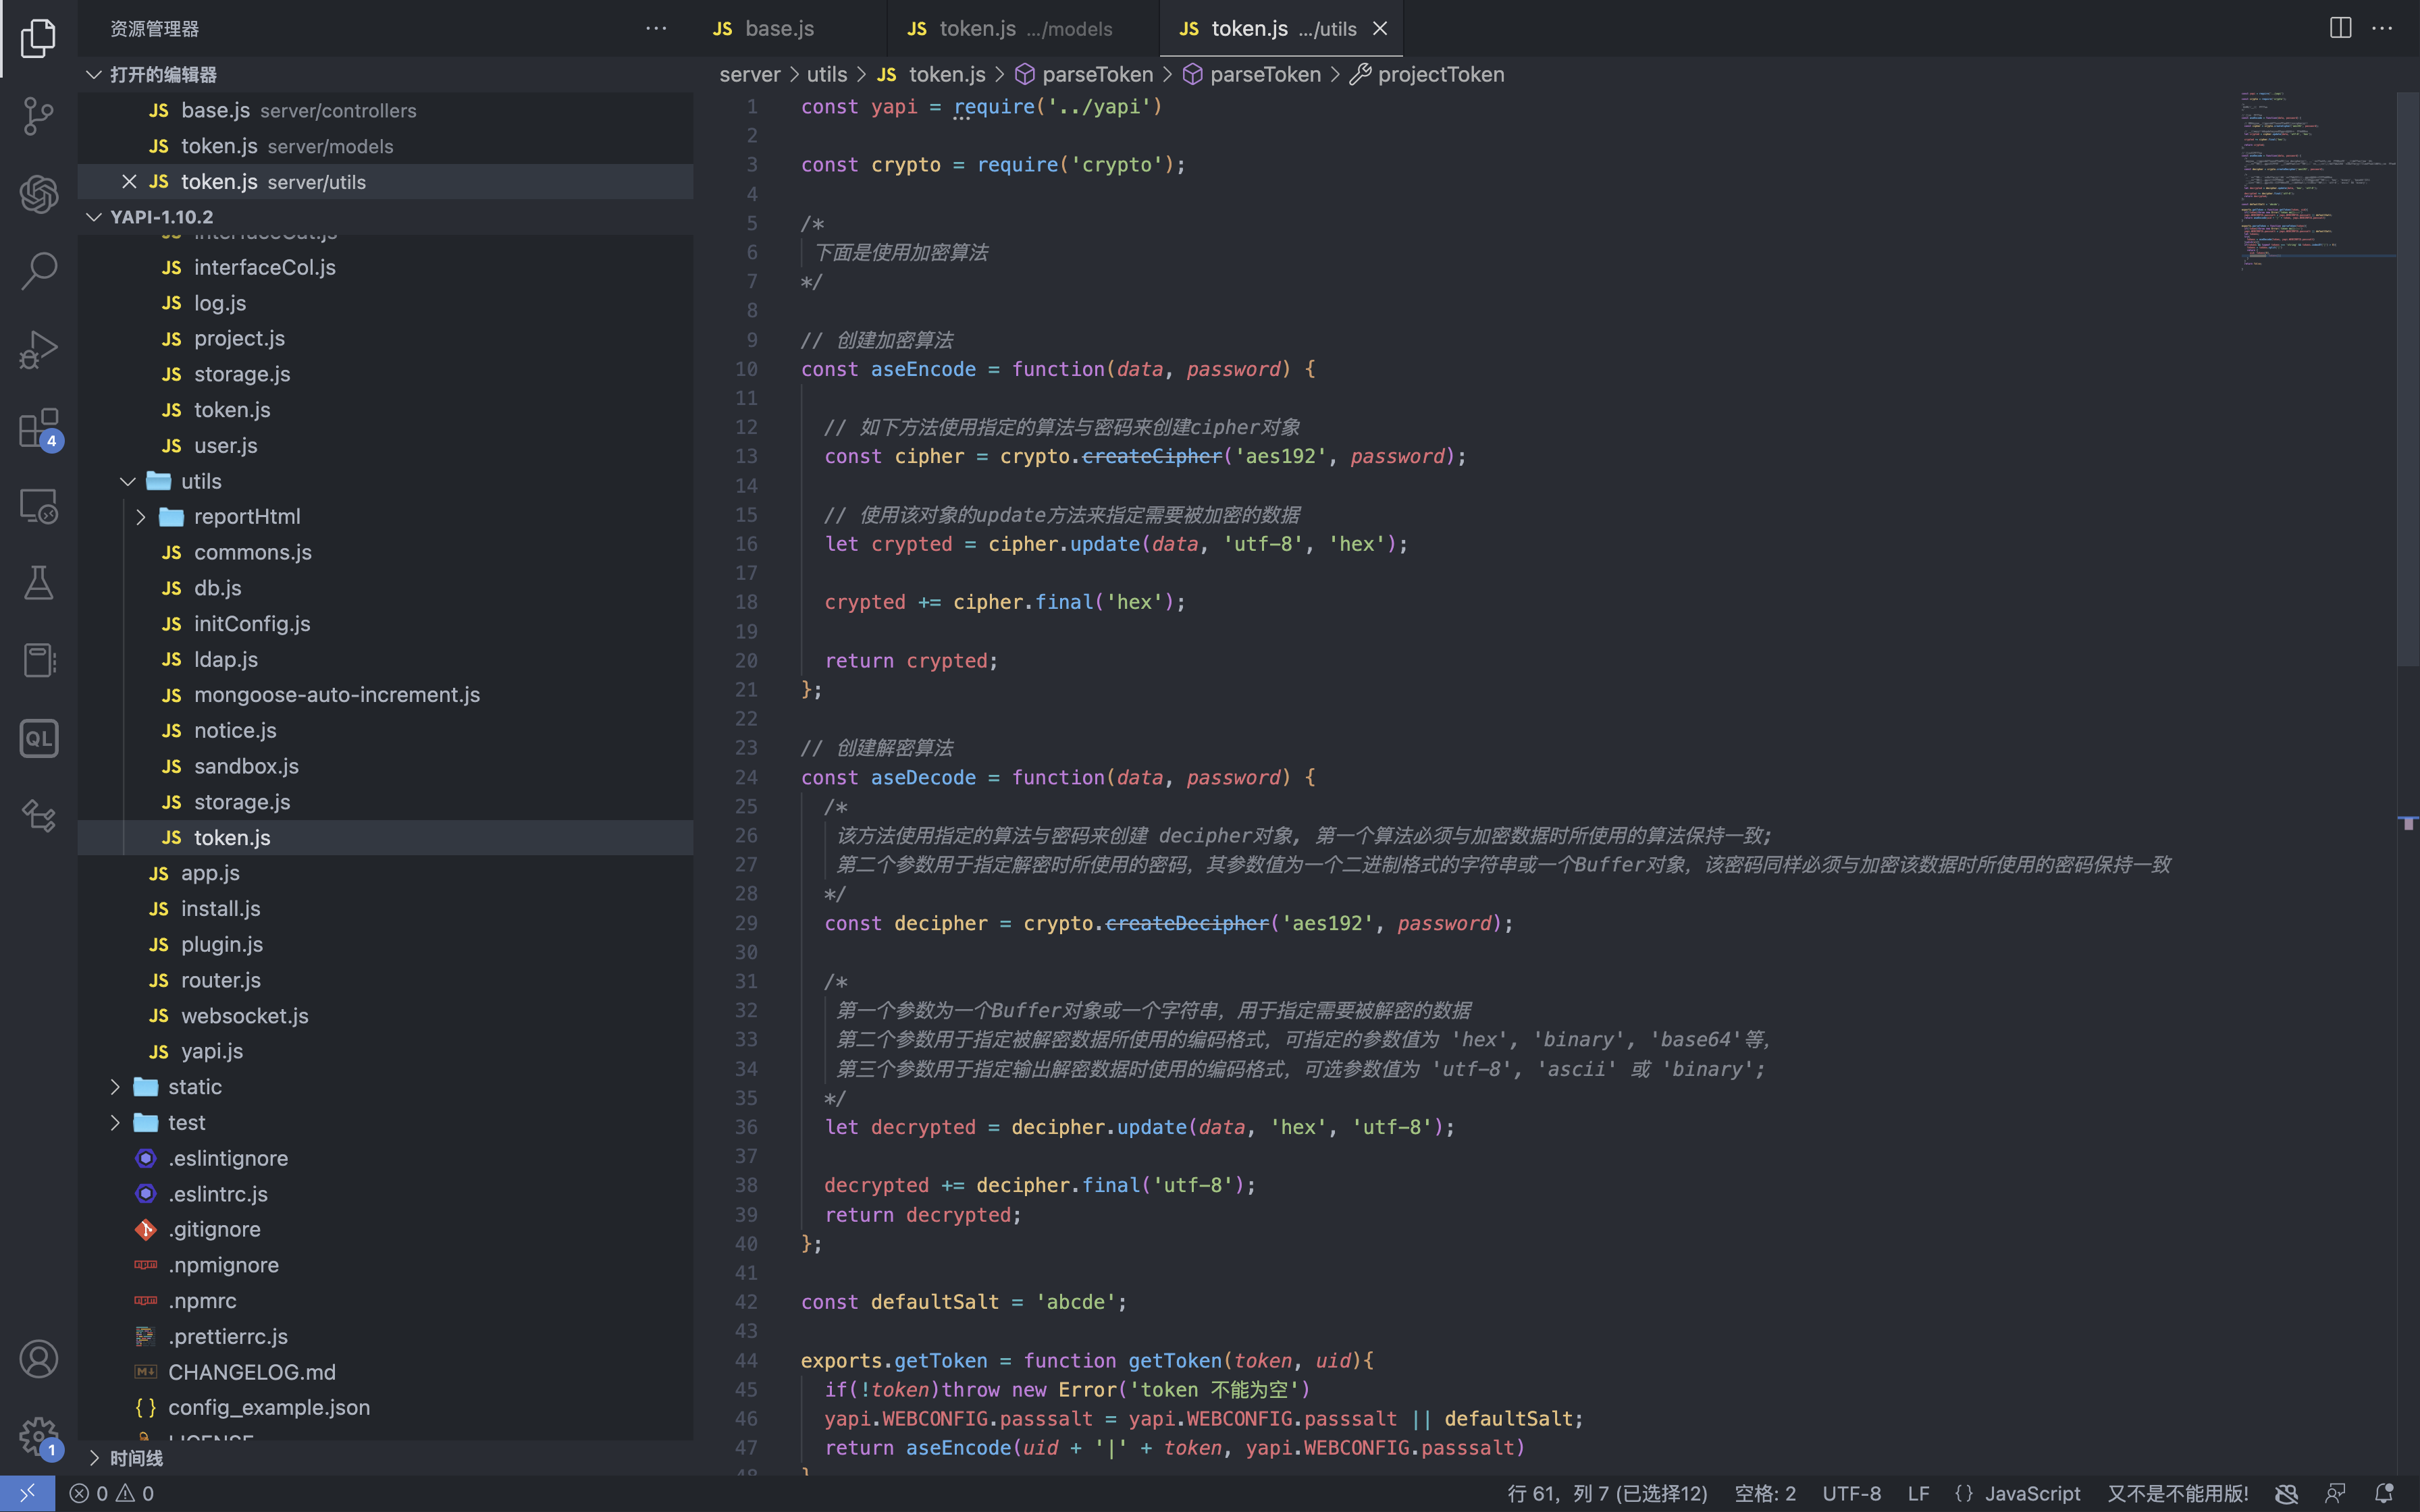 资源管理器
打开的编辑器
base.js server/controllers
token.js server/models
token.js server/utils
YAPI-1.10.2
interfaceCol.js
log.js
project.js
storage.js
token.js
user.js
utils
reportHtml
commons.js
db.js
initConfig.js
ldap.js
mongoose-auto-increment.js
notice.js
sandbox.js
storage.js
token.js
app.js
install.js
plugin.js
router.js
websocket.js
yapi.js
static
test
.eslintignore
.eslintrc.js
.gitignore
.npmignore
.npmrc
.prettierrc.js
CHANGELOG.md
config_example.json
时间线
JS base.js
JS token.js .../models
JS token.js .../utils
server > utils > JS token.js > parseToken > parseToken > projectToken
1 const yapi = require('../yapi')
2
3 const crypto = require('crypto');
4
5 /*
6 下面是使用加密算法
7 */
8
9 // 创建加密算法
10 const aseEncode = function(data, password) {
11
12 // 如下方法使用指定的算法与密码来创建cipher对象
13 const cipher = crypto.createCipher('aes192', password);
14
15 // 使用该对象的update方法来指定需要被加密的数据
16 let crypted = cipher.update(data, 'utf-8', 'hex');
17
18 crypted += cipher.final('hex');
19
20 return crypted;
21 };
22
23 // 创建解密算法
24 const aseDecode = function(data, password) {
25 /*
26 该方法使用指定的算法与密码来创建 decipher对象, 第一个算法必须与加密数据时所使用的算法保持一致;
27 第二个参数用于指定解密时所使用的密码，其参数值为一个二进制格式的字符串或一个Buffer对象，该密码同样必须与加密该数据时所使用的密码保持一致
28 */
29 const decipher = crypto.createDecipher('aes192', password);
30
31 /*
32 第一个参数为一个Buffer对象或一个字符串，用于指定需要被解密的数据
33 第二个参数用于指定被解密数据所使用的编码格式，可指定的参数值为 'hex', 'binary', 'base64'等，
34 第三个参数用于指定输出解密数据时使用的编码格式，可选参数值为 'utf-8', 'ascii' 或 'binary';
35 */
36 let decrypted = decipher.update(data, 'hex', 'utf-8');
37
38 decrypted += decipher.final('utf-8');
39 return decrypted;
40 };
41
42 const defaultSalt = 'abcde';
43
44 exports.getToken = function getToken(token, uid){
45 if(!token)throw new Error('token 不能为空')
46 yapi.WEBCONFIG.passsalt = yapi.WEBCONFIG.passsalt || defaultSalt;
47 return aseEncode(uid + '|' + token, yapi.WEBCONFIG.passsalt)
4
QL
1
0 0
行 61，列 7 (已选择12) 空格: 2 UTF-8 LF {} JavaScript 又不是不能用版!